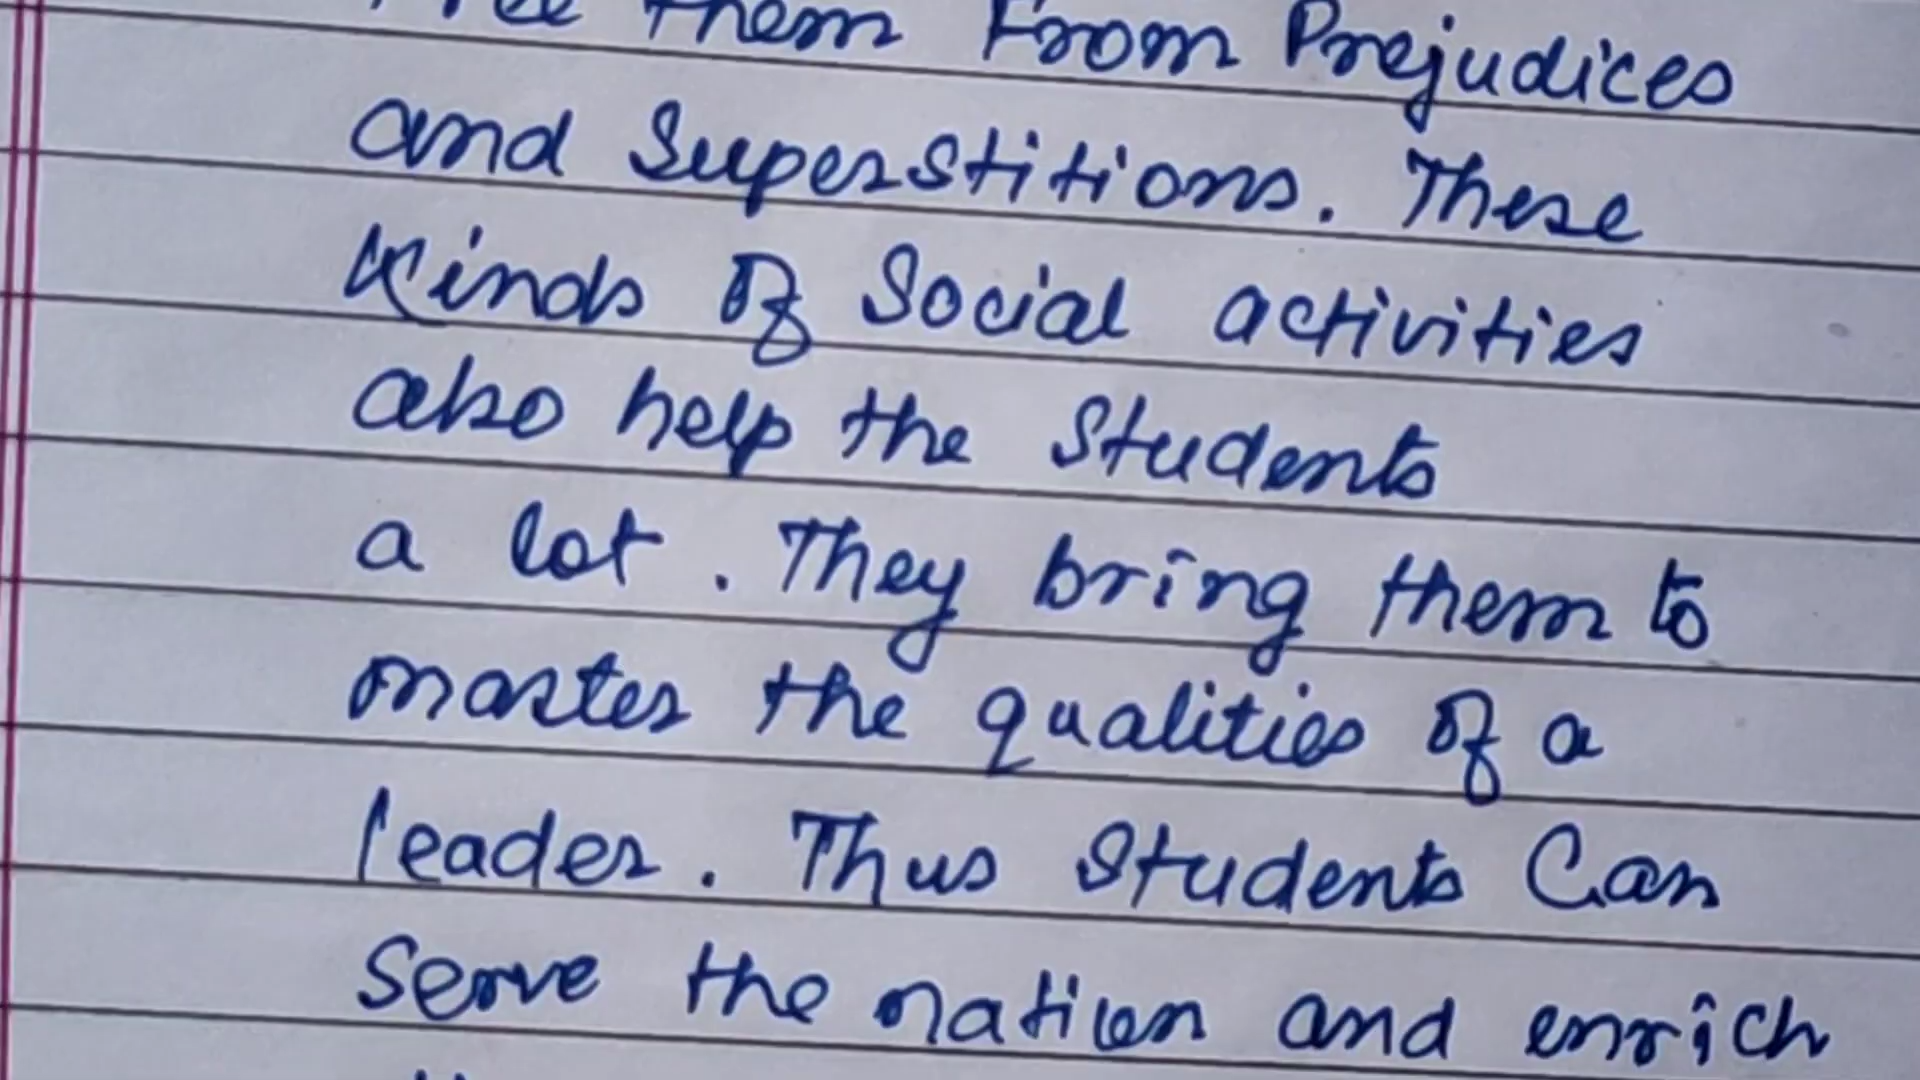 free them From Prejudices
and Superstitions. These
Kinds of Social activities
also help the Students
a lot. They bring them to
master the qualities of a
leader. Thus Students Can
Serve the nation and enrich